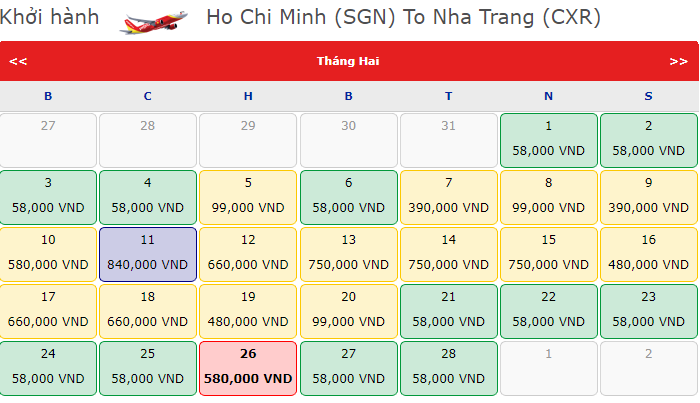 Khởi hành Ho Chi Minh (SGN) To Nha Trang (CXR)
<< Tháng Hai >>
B C H B T N S
27 28 29 30 31 1 2
58,000 VND 58,000 VND
3 4 5 6 7 8 9
58,000 VND 58,000 VND 99,000 VND 58,000 VND 390,000 VND 99,000 VND 390,000 VND
10 11 12 13 14 15 16
580,000 VND 840,000 VND 660,000 VND 750,000 VND 750,000 VND 750,000 VND 480,000 VND
17 18 19 20 21 22 23
660,000 VND 660,000 VND 480,000 VND 99,000 VND 58,000 VND 58,000 VND 58,000 VND
24 25 26 27 28 1 2
58,000 VND 58,000 VND 580,000 VND 58,000 VND 58,000 VND